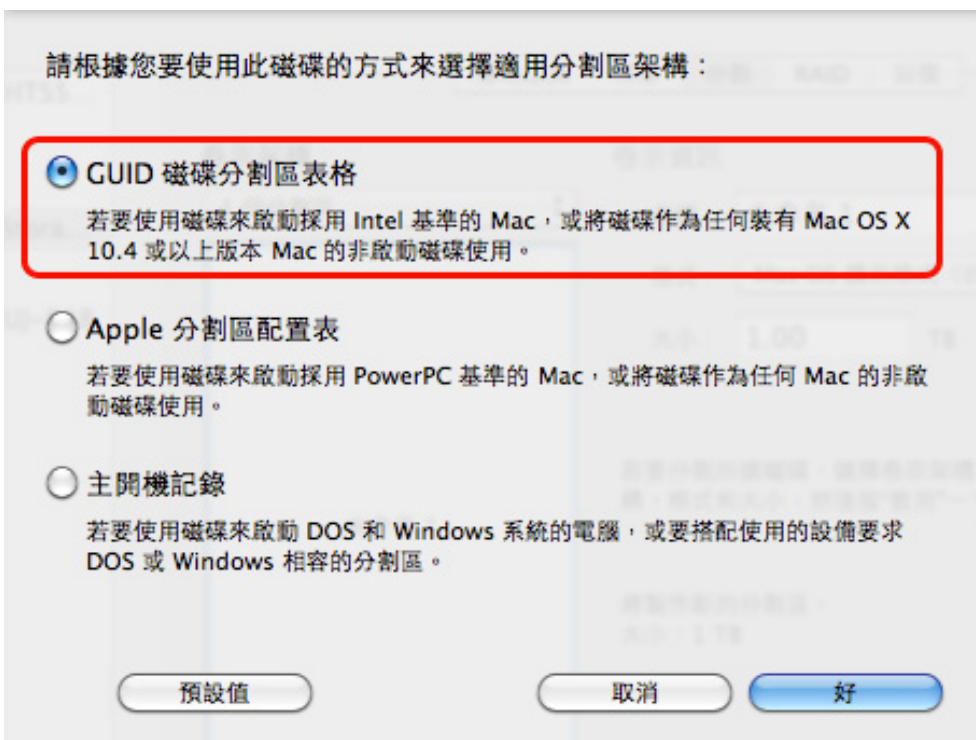 請根據您要使用此磁碟的方式來選擇適用分割區架構：
GUID 磁碟分割區表格
若要使用磁碟來啟動採用 Intel 基準的 Mac，或將磁碟作為任何裝有 Mac OS X
10.4 或以上版本 Mac 的非啟動磁碟使用。
Apple 分割區配置表
若要使用磁碟來啟動採用 PowerPC 基準的 Mac，或將磁碟作為任何 Mac 的非啟
動磁碟使用。
主開機記錄
若要使用磁碟來啟動 DOS 和 Windows 系統的電腦，或要搭配使用的設備要求
DOS 或 Windows 相容的分割區。
預設值
取消
好